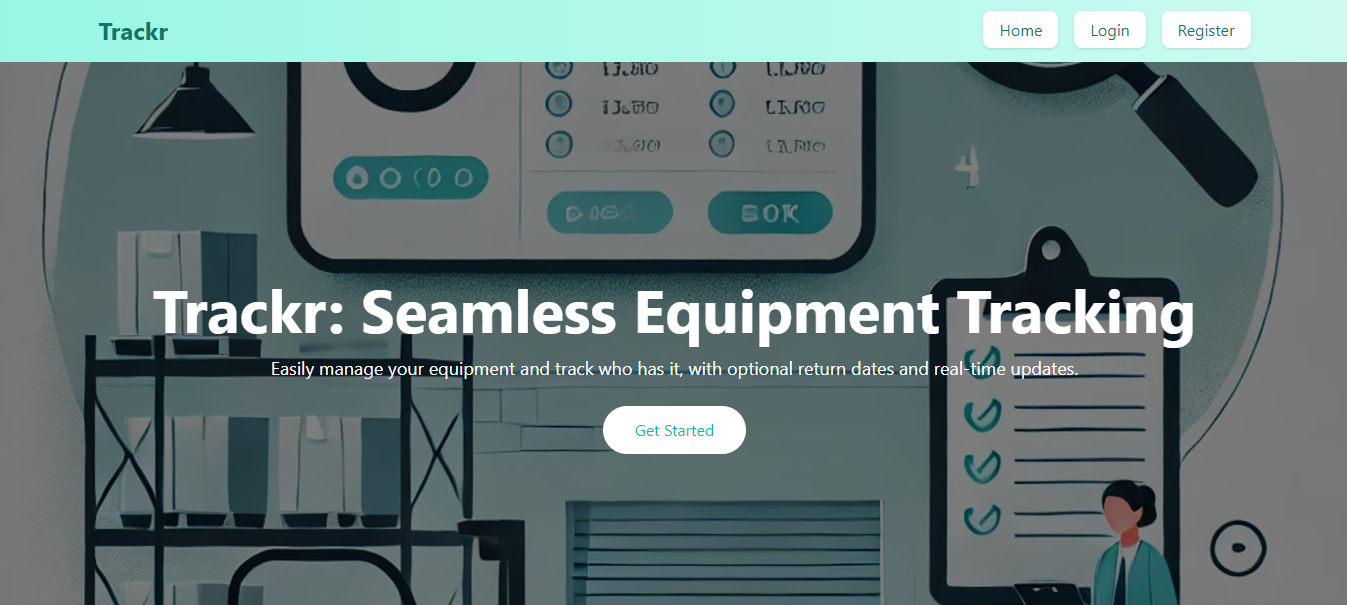 Trackr
Home
Login
Register
Trackr: Seamless Equipment Tracking
Easily manage your equipment and track who has it, with optional return dates and real-time updates.
Get Started